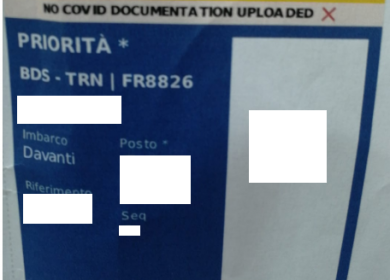 NO COVID DOCUMENTATION UPLOADED
PRIORITÀ *
BDS - TRN | FR8826
Imbarco
Davanti
Posto *
Riferimento
Seq